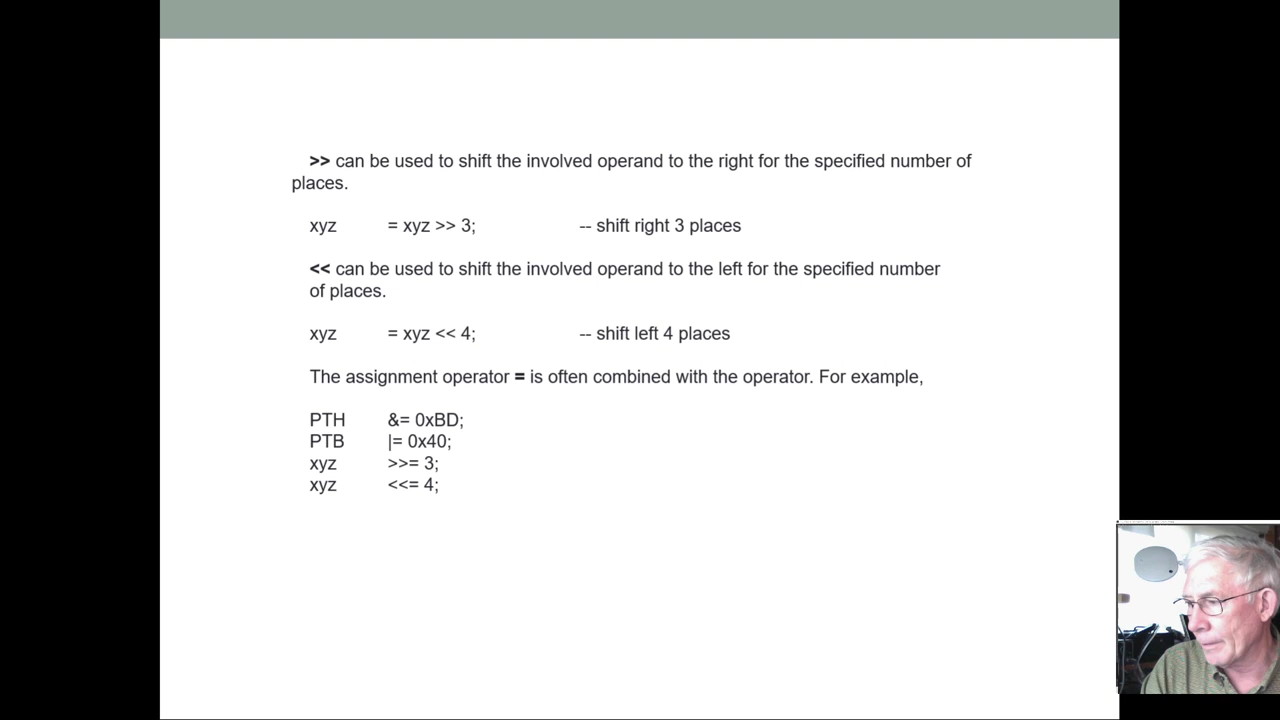 >> can be used to shift the involved operand to the right for the specified number of
places.
xyz = xyz >> 3; -- shift right 3 places
<< can be used to shift the involved operand to the left for the specified number
of places.
xyz = xyz << 4; -- shift left 4 places
The assignment operator = is often combined with the operator. For example,
PTH &= 0xBD;
PTB |= 0x40;
xyz >>= 3;
xyz <<= 4;